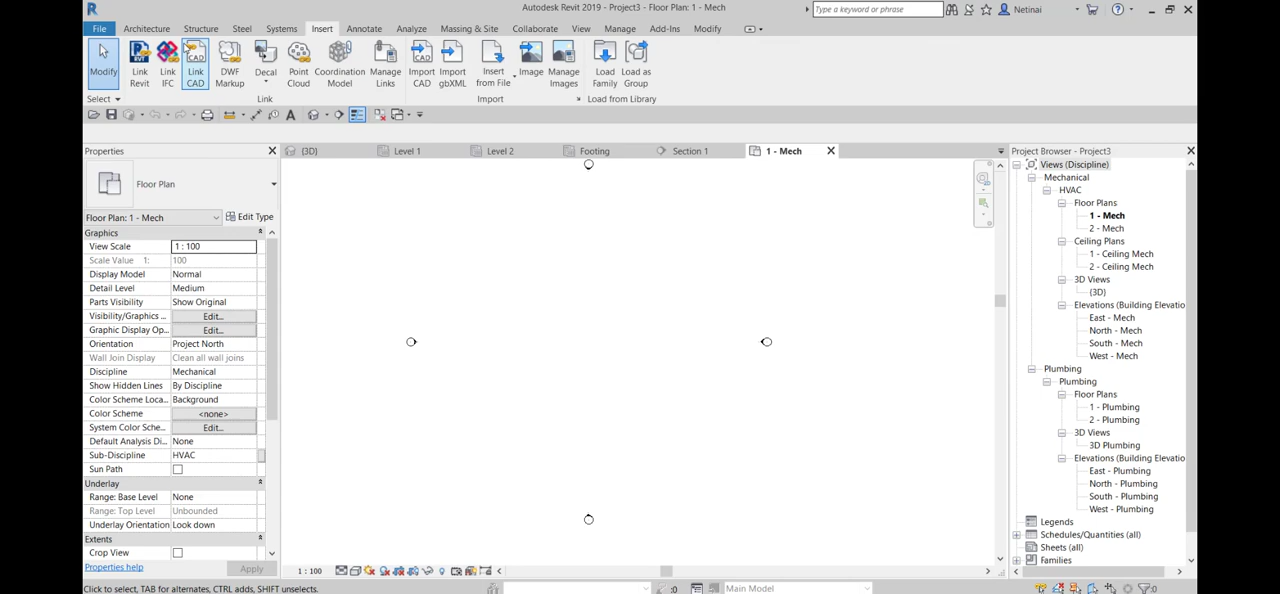 Autodesk Revit 2019 - Project3 - Floor Plan: 1 - Mech
Type a keyword or phrase
Netinai
File Architecture Structure Steel Systems Insert Annotate Analyze Massing & Site Collaborate View Manage Add-Ins Modify
Modify
Link Revit
Link IFC
Link CAD
DWF Markup
Decal
Point Cloud
Coordination Model
Manage Links
Import CAD
Import gbXML
Insert from File
Image
Manage Images
Load Family
Load as Group
Select
Link
Import
Load from Library
Properties
{3D}
Level 1
Level 2
Footing
Section 1
1 - Mech
Floor Plan
Floor Plan: 1 - Mech
Edit Type
Graphics
View Scale 1 : 100
Scale Value 1: 100
Display Model Normal
Detail Level Medium
Parts Visibility Show Original
Visibility/Graphics ... Edit...
Graphic Display Op... Edit...
Orientation Project North
Wall Join Display Clean all wall joins
Discipline Mechanical
Show Hidden Lines By Discipline
Color Scheme Loca... Background
Color Scheme <none>
System Color Sche... Edit...
Default Analysis Di... None
Sub-Discipline HVAC
Sun Path
Underlay
Range: Base Level None
Range: Top Level Unbounded
Underlay Orientation Look down
Extents
Crop View
Properties help
Apply
Project Browser - Project3
Views (Discipline)
Mechanical
HVAC
Floor Plans
1 - Mech
2 - Mech
Ceiling Plans
1 - Ceiling Mech
2 - Ceiling Mech
3D Views
{3D}
Elevations (Building Elevatio
East - Mech
North - Mech
South - Mech
West - Mech
Plumbing
Plumbing
Floor Plans
1 - Plumbing
2 - Plumbing
3D Views
3D Plumbing
Elevations (Building Elevatio
East - Plumbing
North - Plumbing
South - Plumbing
West - Plumbing
Legends
Schedules/Quantities (all)
Sheets (all)
Families
1 : 100
Click to select, TAB for alternates, CTRL adds, SHIFT unselects.
:0
Main Model
:0